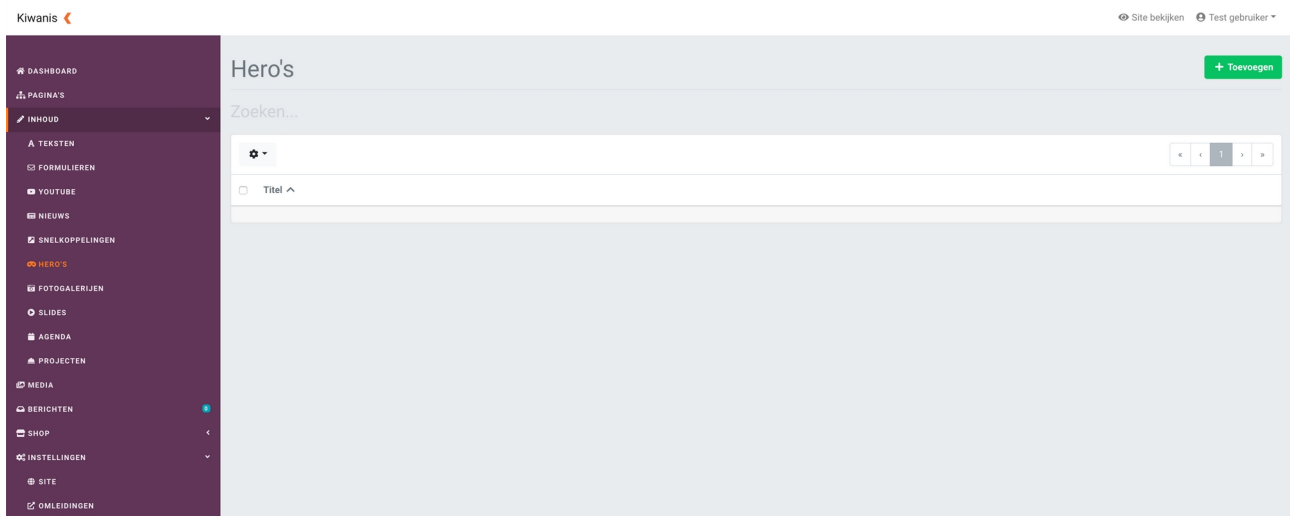 Kiwanis
Site bekijken
Test gebruiker
DASHBOARD
PAGINA'S
INHOUD
TEKSTEN
FORMULIEREN
YOUTUBE
NIEUWS
SNELKOPPELINGEN
HERO'S
FOTOGALERIJEN
SLIDES
AGENDA
PROJECTEN
MEDIA
BERICHTEN 0
SHOP
INSTELLINGEN
SITE
OMLEIDINGEN
Hero's
+ Toevoegen
Zoeken...
« ‹ 1 › »
Titel